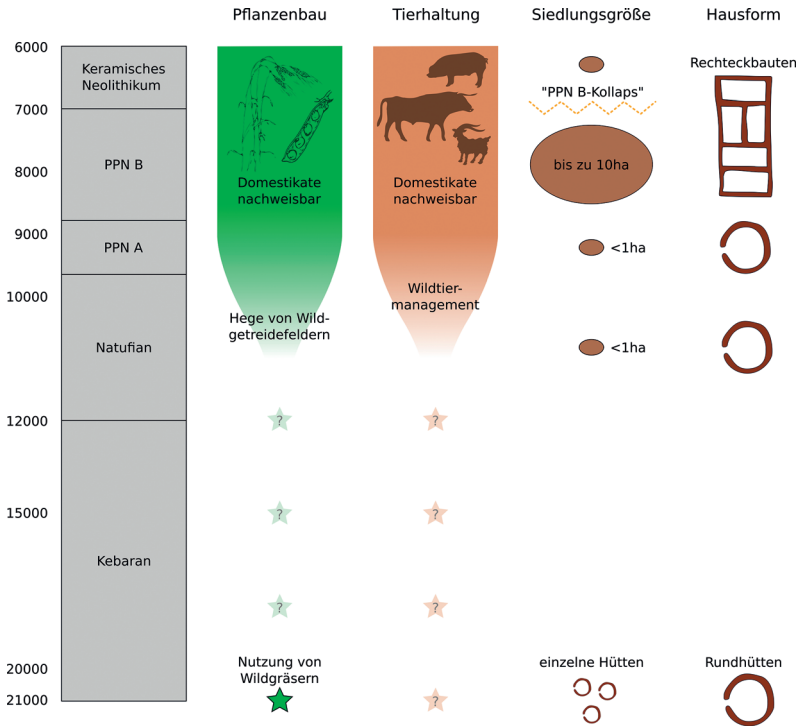 Pflanzenbau
Tierhaltung
Siedlungsgröße
Hausform
6000
Keramisches
Neolithikum
Rechteckbauten
"PPN B-Kollaps"
7000
PPN B
8000
Domestikate
nachweisbar
Domestikate
nachweisbar
bis zu 10ha
9000
PPN A
<1ha
10000
Wildtier-
management
Hege von Wild-
getreidefeldern
Natufian
<1ha
12000
?
?
15000
?
?
Kebaran
?
?
20000
Nutzung von
Wildgräsern
einzelne Hütten
Rundhütten
21000
?